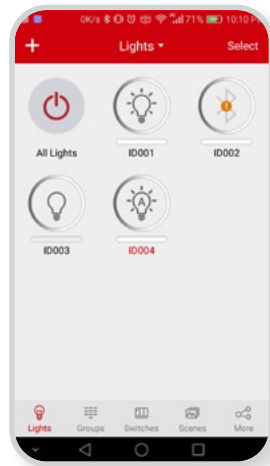 0K/s 71% 10:10 P
+ Lights Select
All Lights ID001 ID002
A
ID003 ID004
Lights Groups Switches Scenes More